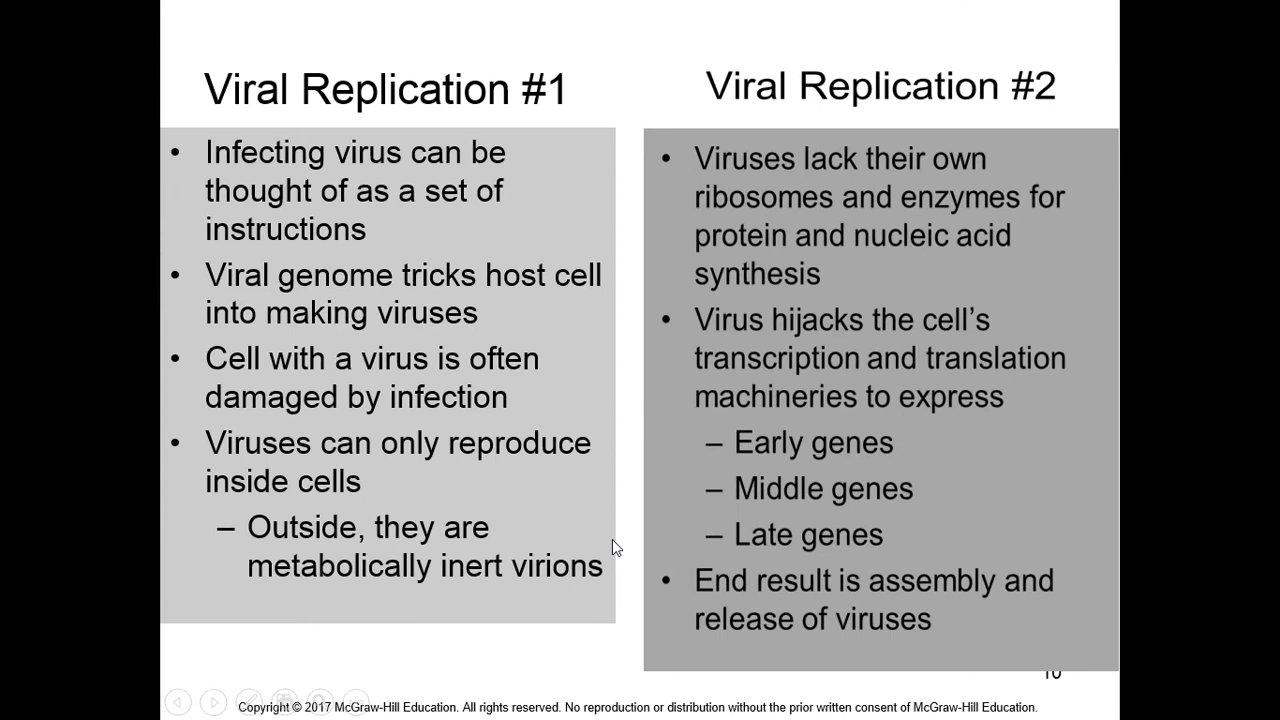 Viral Replication #1
• Infecting virus can be
thought of as a set of
instructions
• Viral genome tricks host cell
into making viruses
• Cell with a virus is often
damaged by infection
• Viruses can only reproduce
inside cells
– Outside, they are
metabolically inert virions
Viral Replication #2
• Viruses lack their own
ribosomes and enzymes for
protein and nucleic acid
synthesis
• Virus hijacks the cell’s
transcription and translation
machineries to express
– Early genes
– Middle genes
– Late genes
• End result is assembly and
release of viruses
10
Copyright © 2017 McGraw-Hill Education. All rights reserved. No reproduction or distribution without the prior written consent of McGraw-Hill Education.